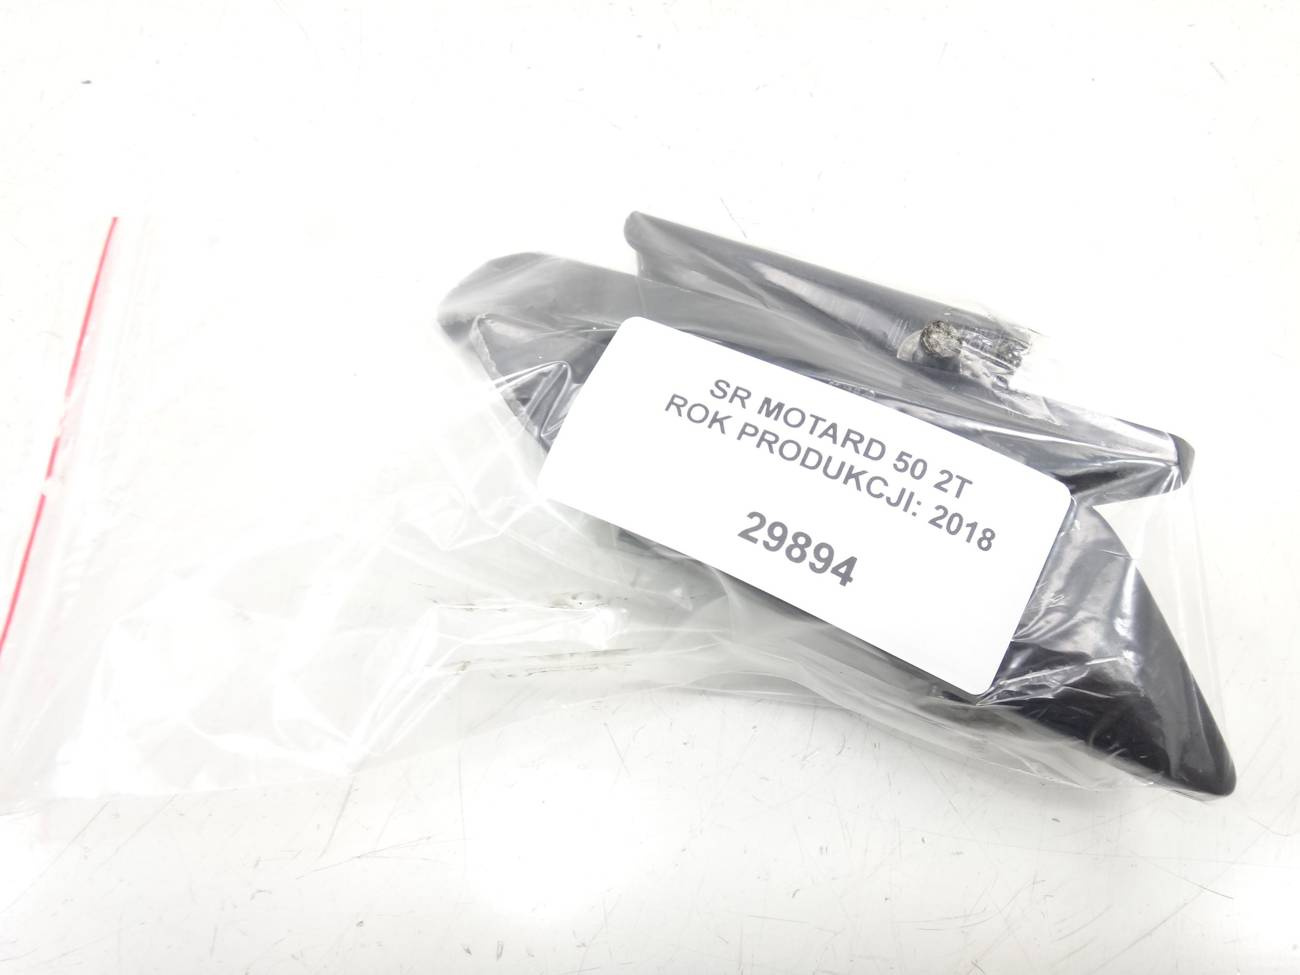 SR MOTARD 50 2T
ROK PRODUKCJI: 2018
29894